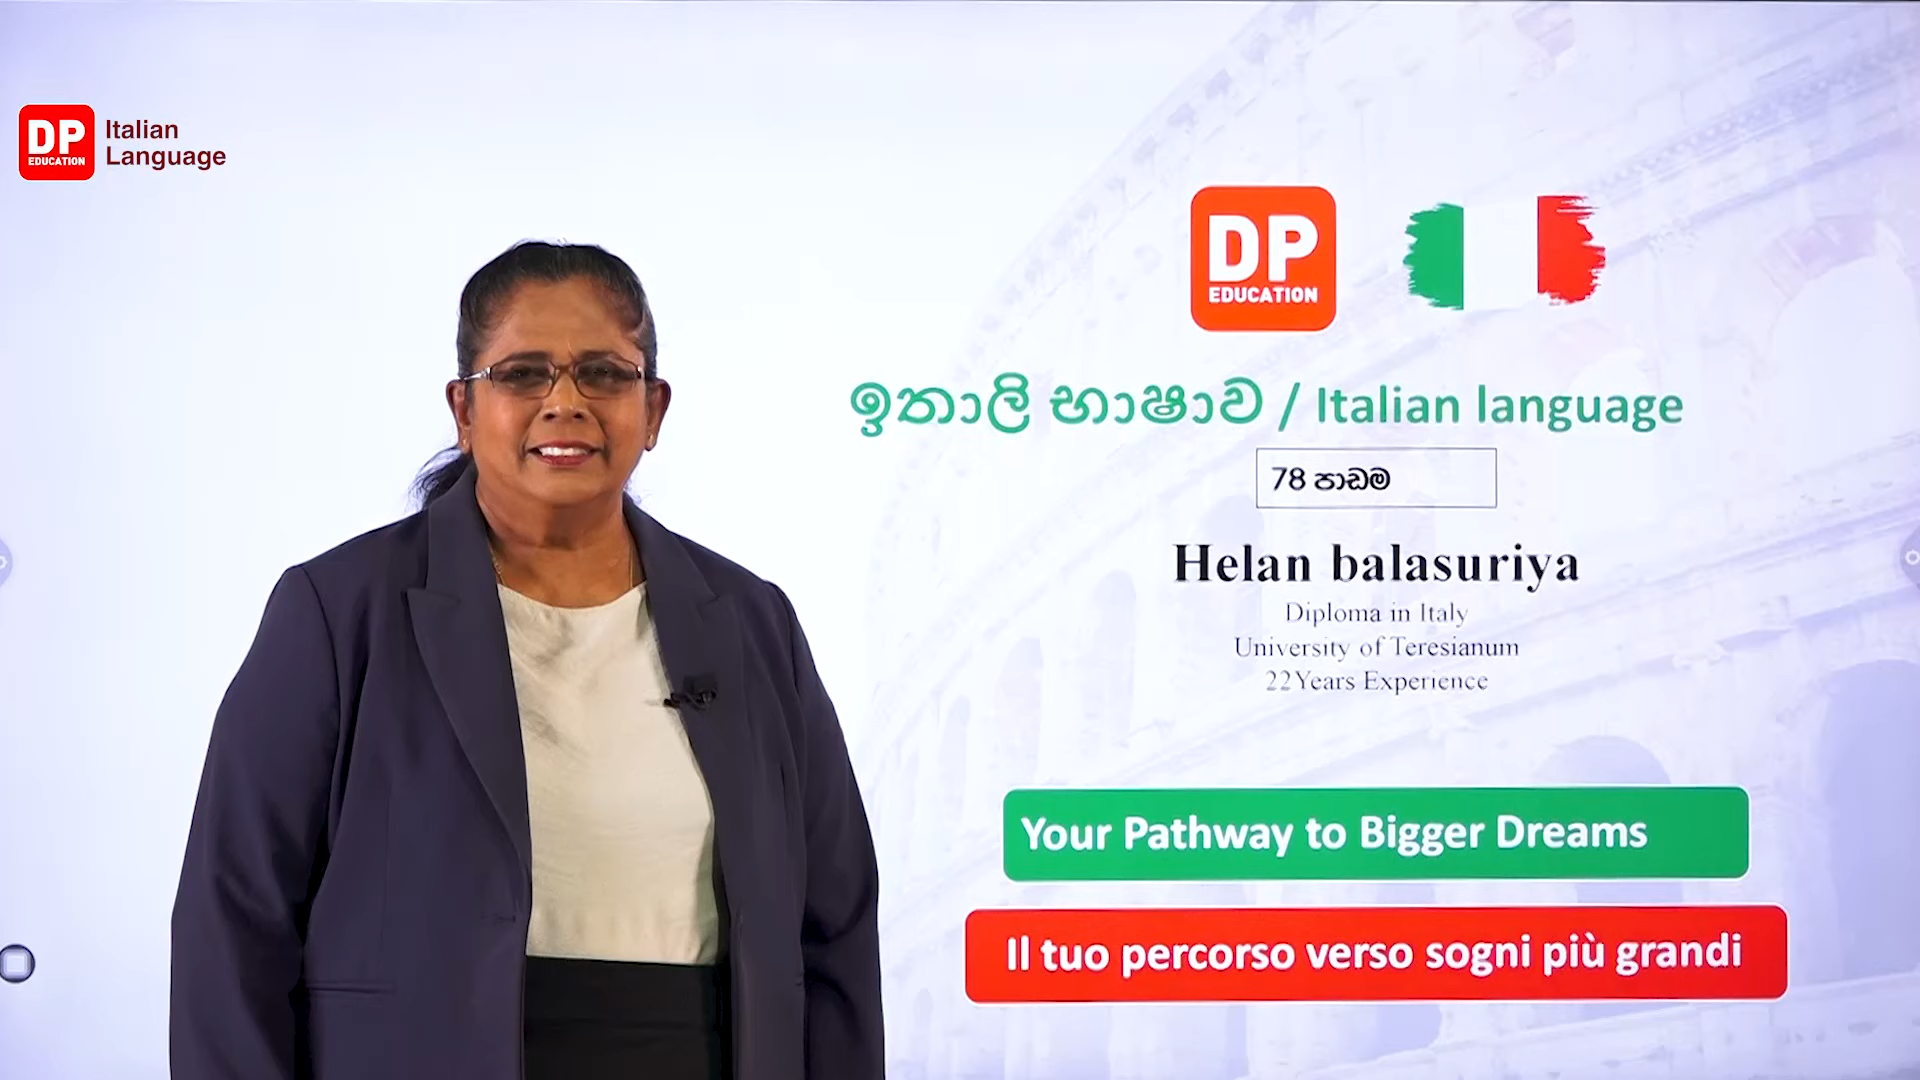 DP
EDUCATION
Italian
Language
DP
EDUCATION
ඉතාලි භාෂාව / Italian language
78 පාඩම
Helan balasuriya
Diploma in Italy
University of Teresianum
22Years Experience
Your Pathway to Bigger Dreams
Il tuo percorso verso sogni più grandi